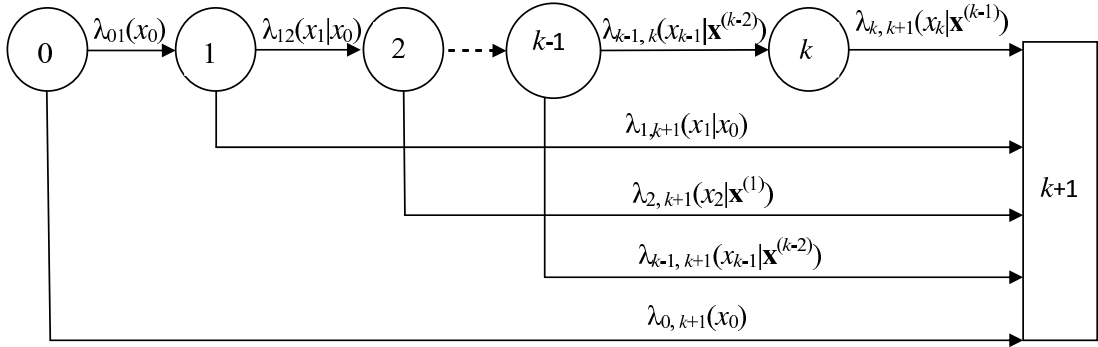 0 λ₀₁(x₀) 1 λ₁₂(x₁|x₀) 2 k-1 λₖ₋₁, ₖ(xₖ₋₁|𝐱⁽ᵏ⁻²⁾) k λₖ, ₖ₊₁(xₖ|𝐱⁽ᵏ⁻¹⁾)
λ₁,ₖ₊₁(x₁|x₀)
k+1
λ₂, ₖ₊₁(x₂|𝐱⁽¹⁾)
λₖ₋₁, ₖ₊₁(xₖ₋₁|𝐱⁽ᵏ⁻²⁾)
λ₀, ₖ₊₁(x₀)